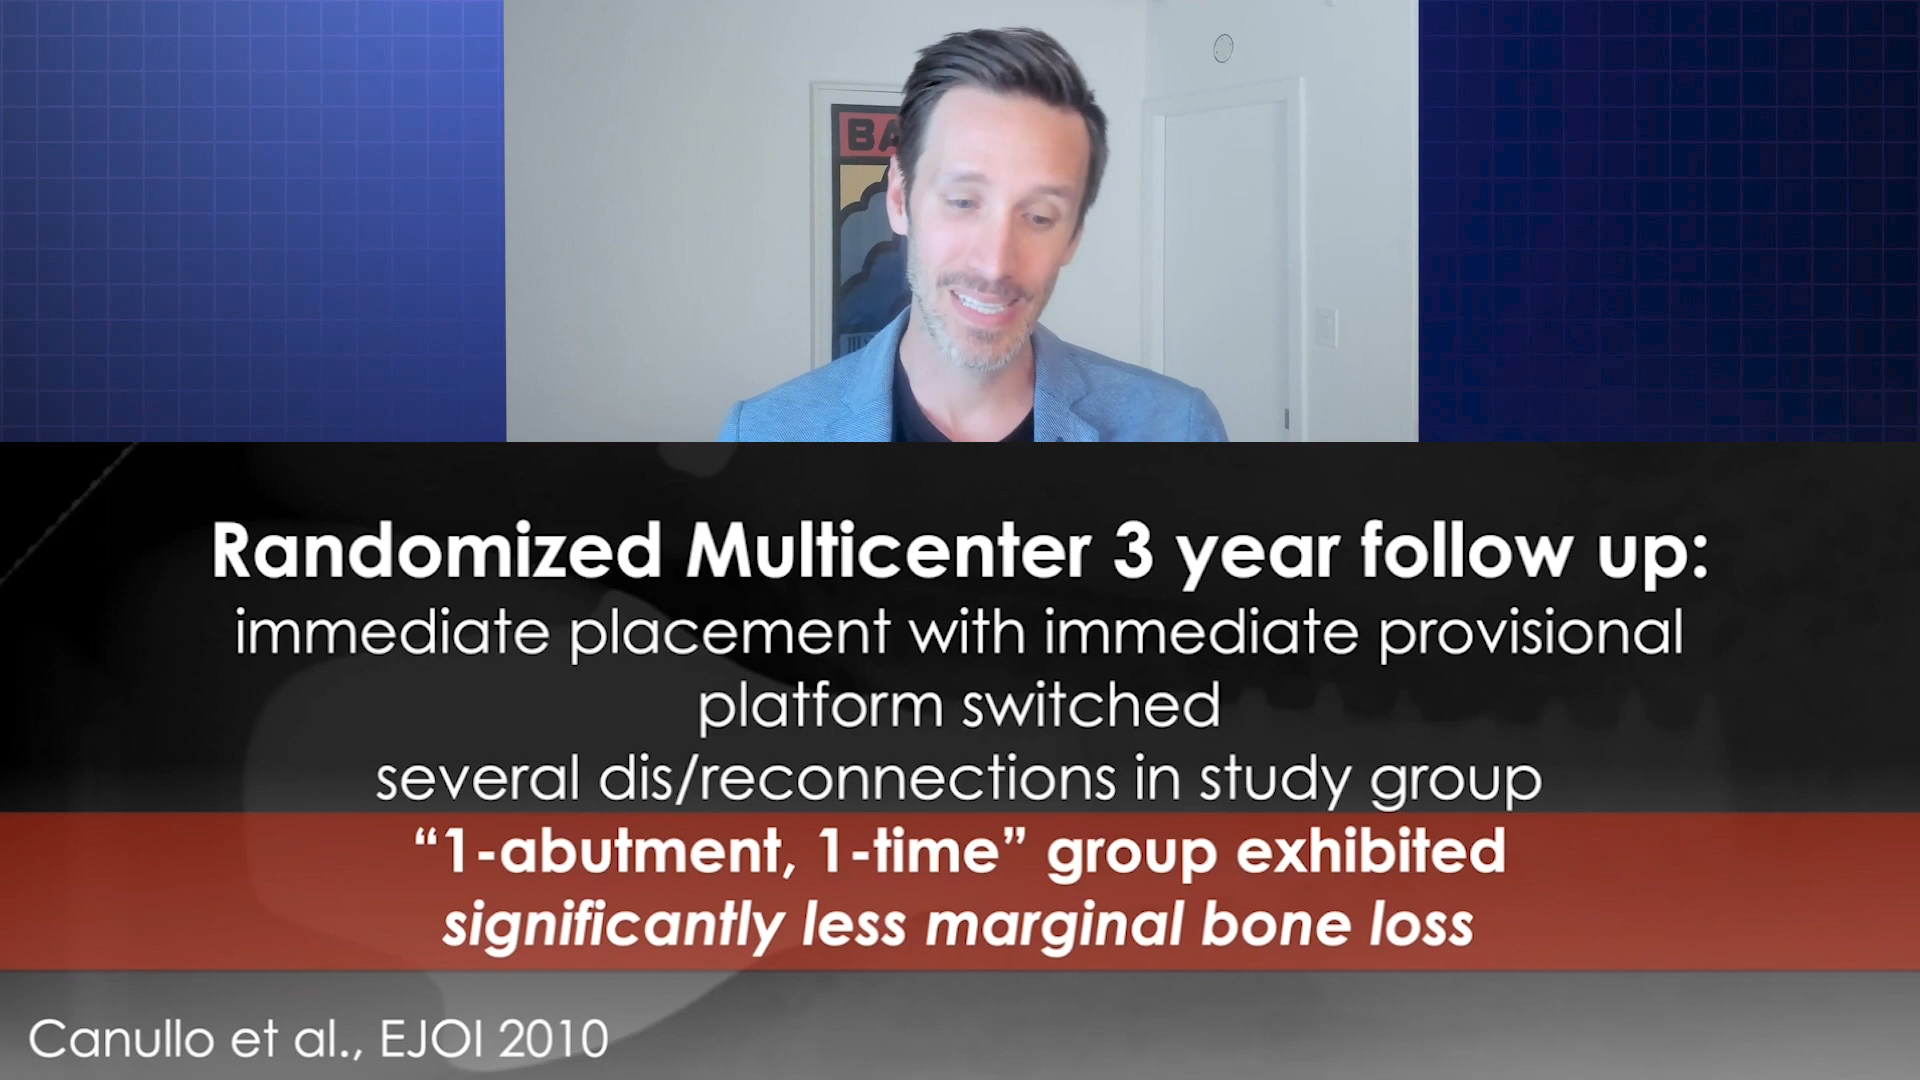 BA
Randomized Multicenter 3 year follow up:
immediate placement with immediate provisional
platform switched
several dis/reconnections in study group
“1-abutment, 1-time” group exhibited
significantly less marginal bone loss
Canullo et al., EJOI 2010